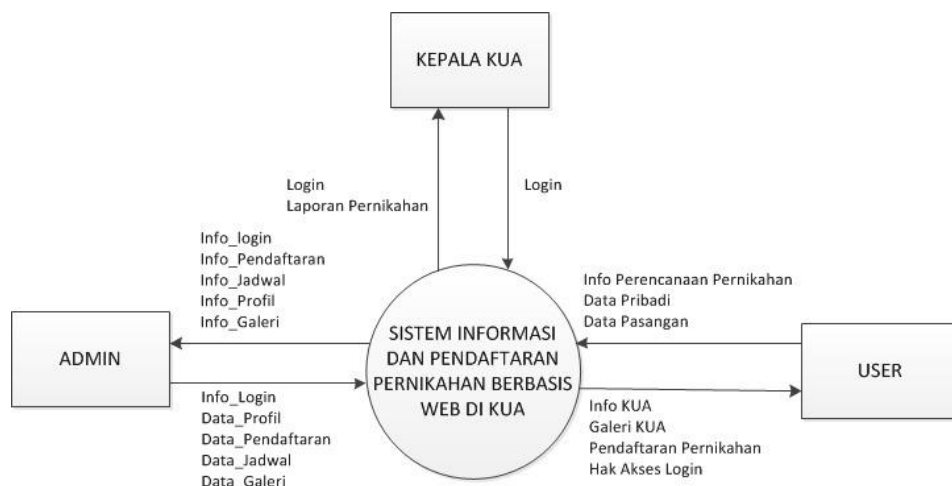 KEPALA KUA
Login
Laporan Pernikahan
Login
Info_login
Info_Pendaftaran
Info_Jadwal
Info_Profil
Info_Galeri
Info Perencanaan Pernikahan
Data Pribadi
Data Pasangan
ADMIN
SISTEM INFORMASI
DAN PENDAFTARAN
PERNIKAHAN BERBASIS
WEB DI KUA
USER
Info_Login
Data_Profil
Data_Pendaftaran
Data_Jadwal
Data_Galeri
Info KUA
Galeri KUA
Pendaftaran Pernikahan
Hak Akses Login